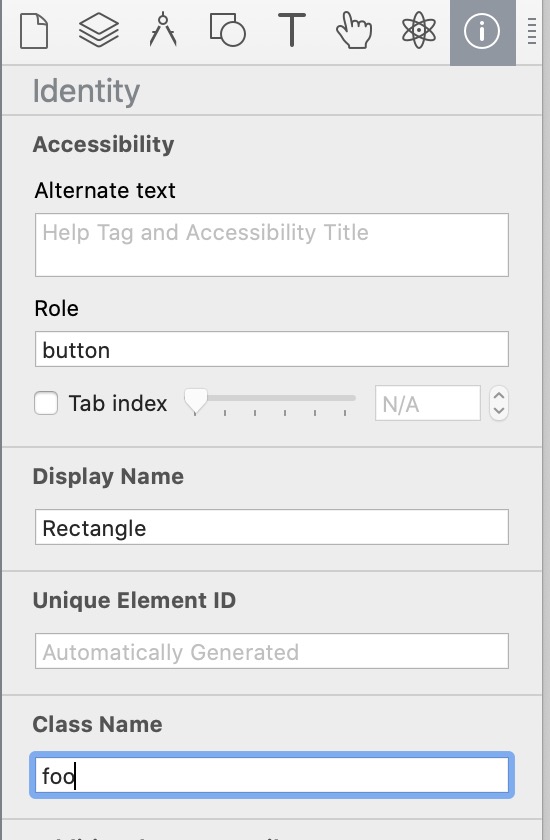 Identity
Accessibility
Alternate text
Help Tag and Accessibility Title
Role
button
Tab index N/A
Display Name
Rectangle
Unique Element ID
Automatically Generated
Class Name
foo